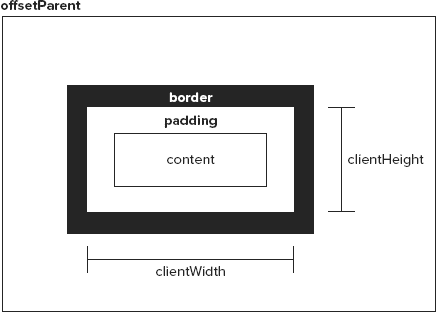 offsetParent
border
padding
content
clientHeight
clientWidth